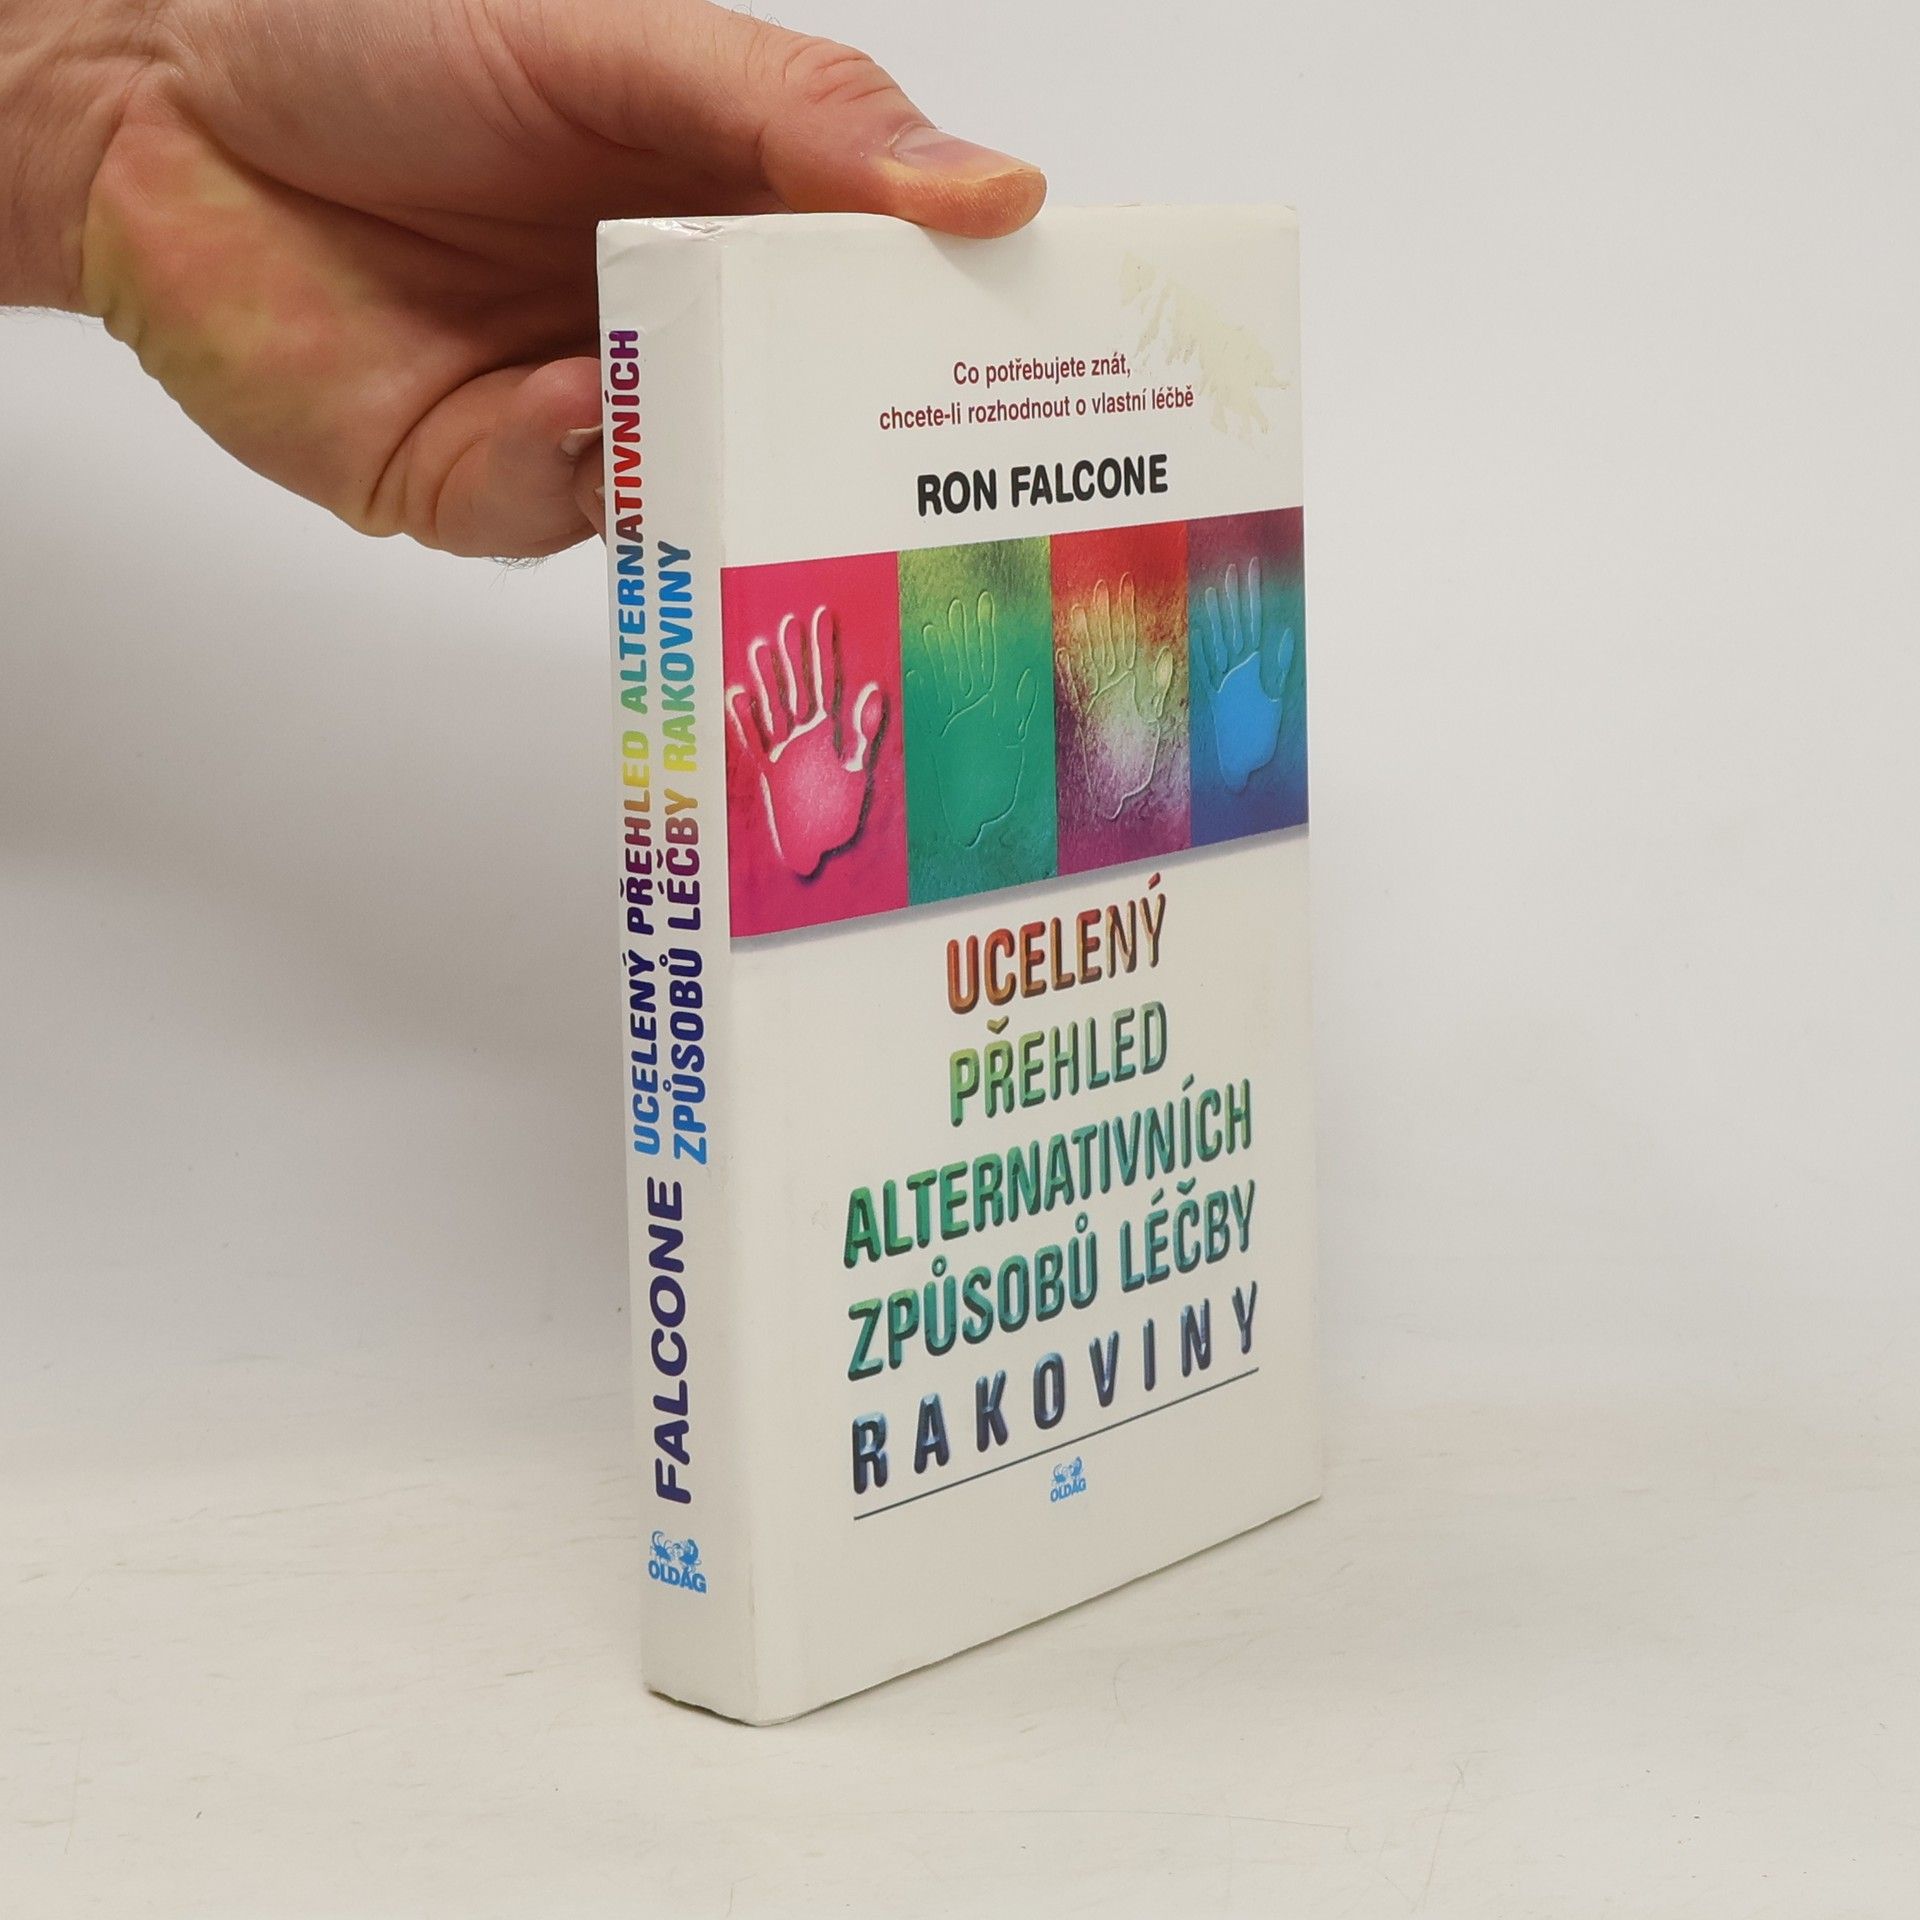 Co potřebujete znát,
chcete-li rozhodnout o vlastní léčbě
RON FALCONE
UCELENÝ
PŘEHLED
ALTERNATIVNÍCH
ZPŮSOBŮ LÉČBY
RAKOVINY
OLDAG
FALCONE
UCELENÝ PŘEHLED ALTERNATIVNÍCH
ZPŮSOBŮ LÉČBY RAKOVINY
OLDAG